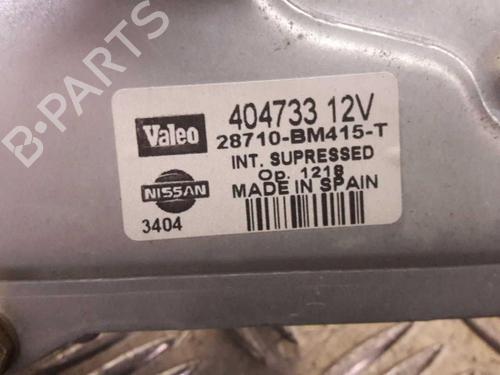 B-PARTS
Valeo
404733 12V
28710-BM415-T
INT. SUPRESSED
Op. 1218
NISSAN
MADE IN SPAIN
3404